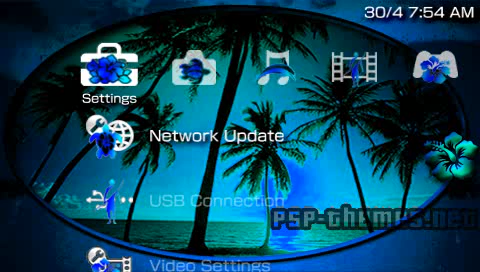 30/4 7:54 AM
Settings
Network Update
USB Connection
PSP-themes.net
Video Settings